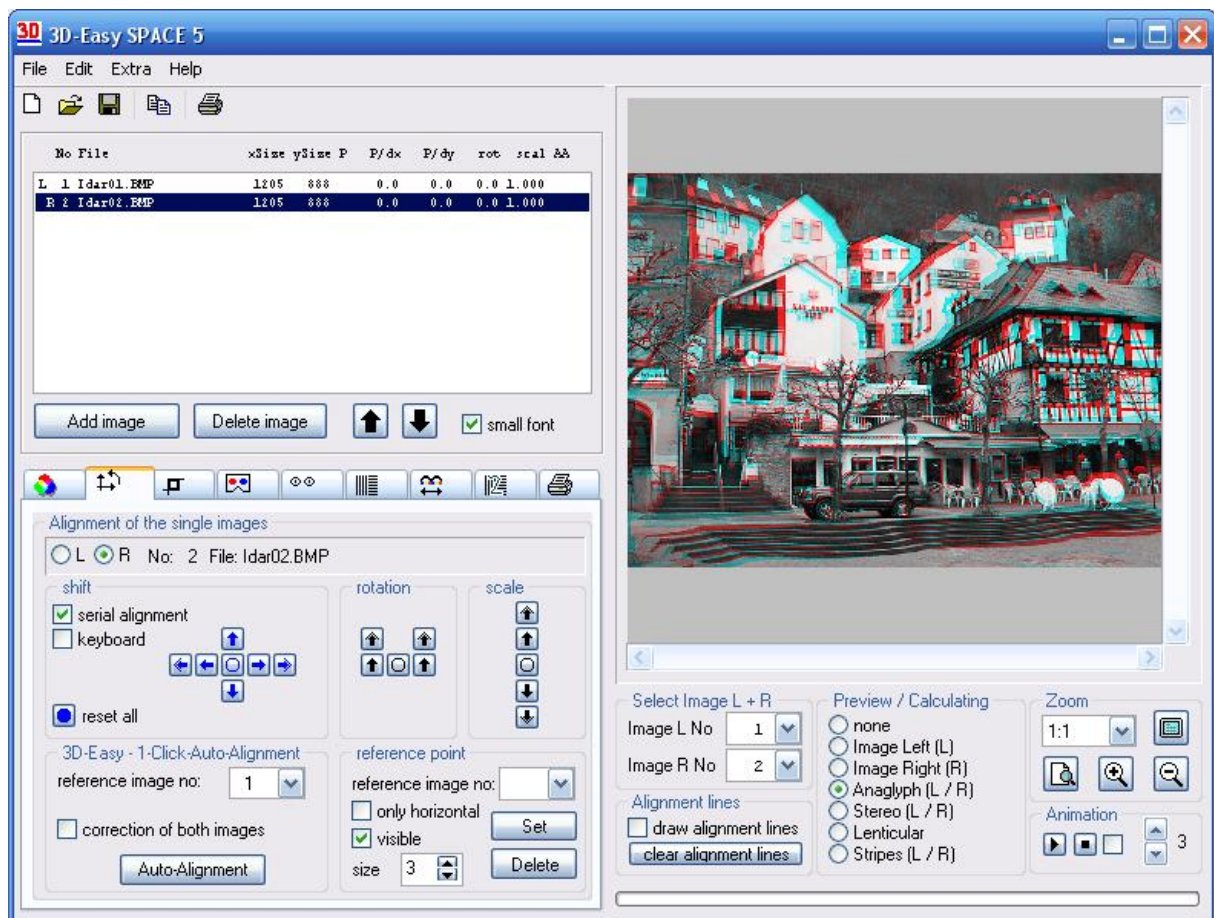 3D 3D-Easy SPACE 5
File Edit Extra Help
No File xSize ySize P P/dx P/dy rot scal AA
L 1 Idar01.BMP 1205 888 0.0 0.0 0.0 1.000
R 2 Idar02.BMP 1205 888 0.0 0.0 0.0 1.000
Add image Delete image small font
Alignment of the single images
L R No: 2 File: Idar02.BMP
shift
serial alignment
keyboard
reset all
rotation
scale
3D-Easy - 1-Click-Auto-Alignment
reference image no: 1
correction of both images
Auto-Alignment
reference point
reference image no:
only horizontal
visible
Set
size 3
Delete
Select Image L + R
Image L No 1
Image R No 2
Alignment lines
draw alignment lines
clear alignment lines
Preview / Calculating
none
Image Left (L)
Image Right (R)
Anaglyph (L / R)
Stereo (L / R)
Lenticular
Stripes (L / R)
Zoom
1:1
Animation
3